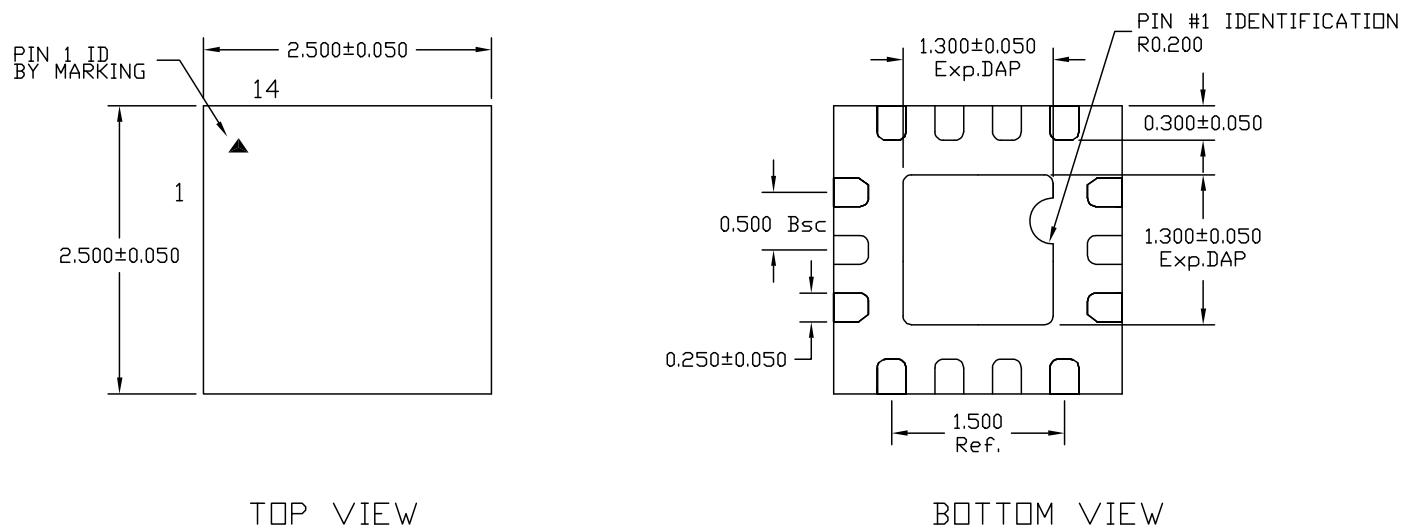 PIN 1 ID
BY MARKING
2.500±0.050
14
1
2.500±0.050
TOP VIEW
PIN #1 IDENTIFICATION
R0.200
1.300±0.050
Exp.DAP
0.300±0.050
0.500 Bsc
1.300±0.050
Exp.DAP
0.250±0.050
1.500
Ref.
BOTTOM VIEW